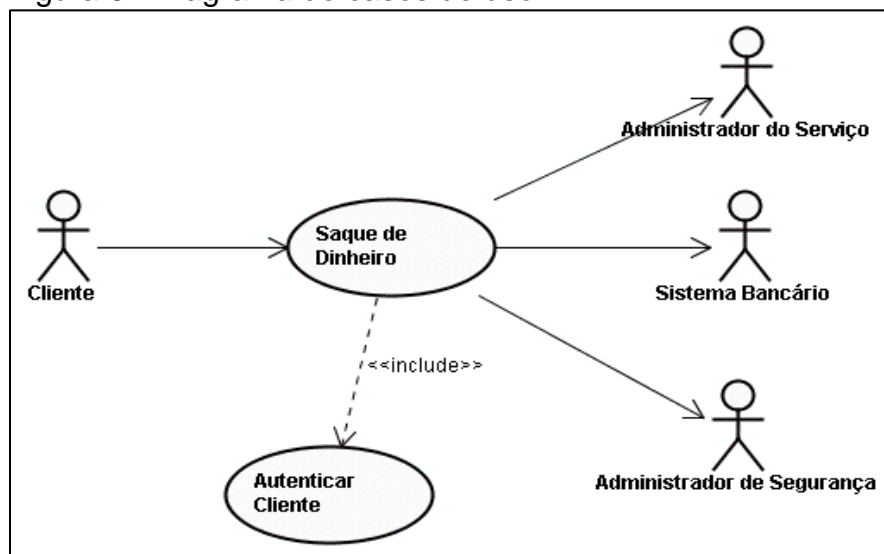 Administrador do Serviço
Saque de
Dinheiro
Cliente
Sistema Bancário
<<include>>
Autenticar
Cliente
Administrador de Segurança